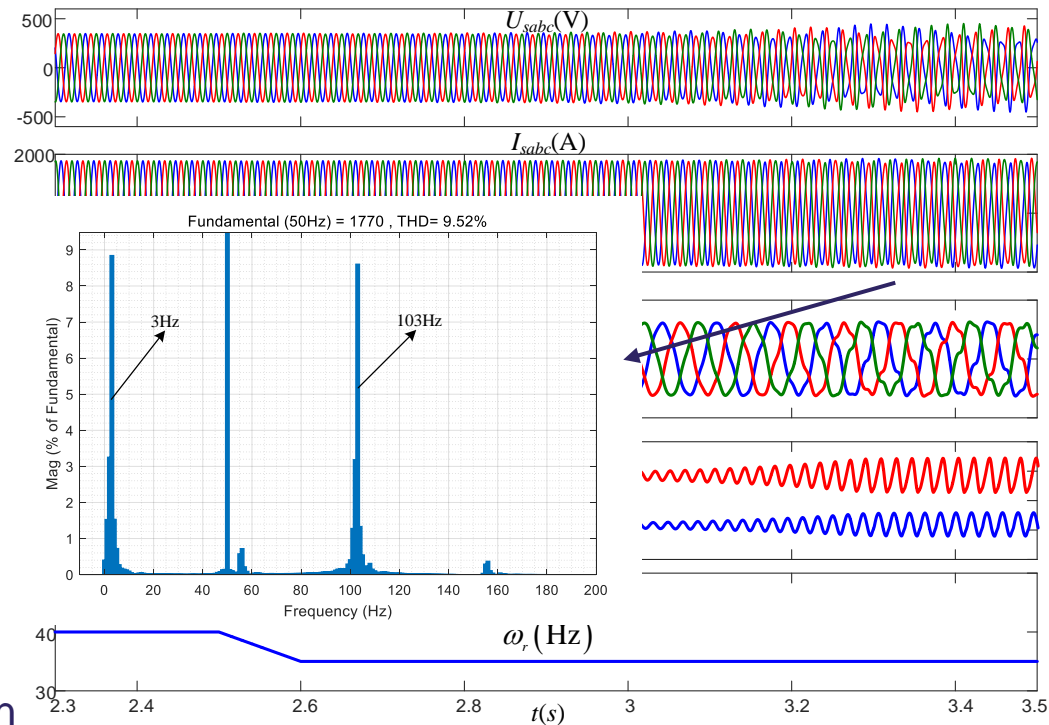 U_sabc(V)
500
0
-500
I_sabc(A)
2000
Fundamental (50Hz) = 1770 , THD= 9.52%
9
8
7
6
5
4
3
2
1
0
Mag (% of Fundamental)
3Hz
103Hz
0 20 40 60 80 100 120 140 160 180 200
Frequency (Hz)
40
30
ω_r(Hz)
2.3 2.4 2.6 2.8 3 3.2 3.4 3.5
t(s)
n